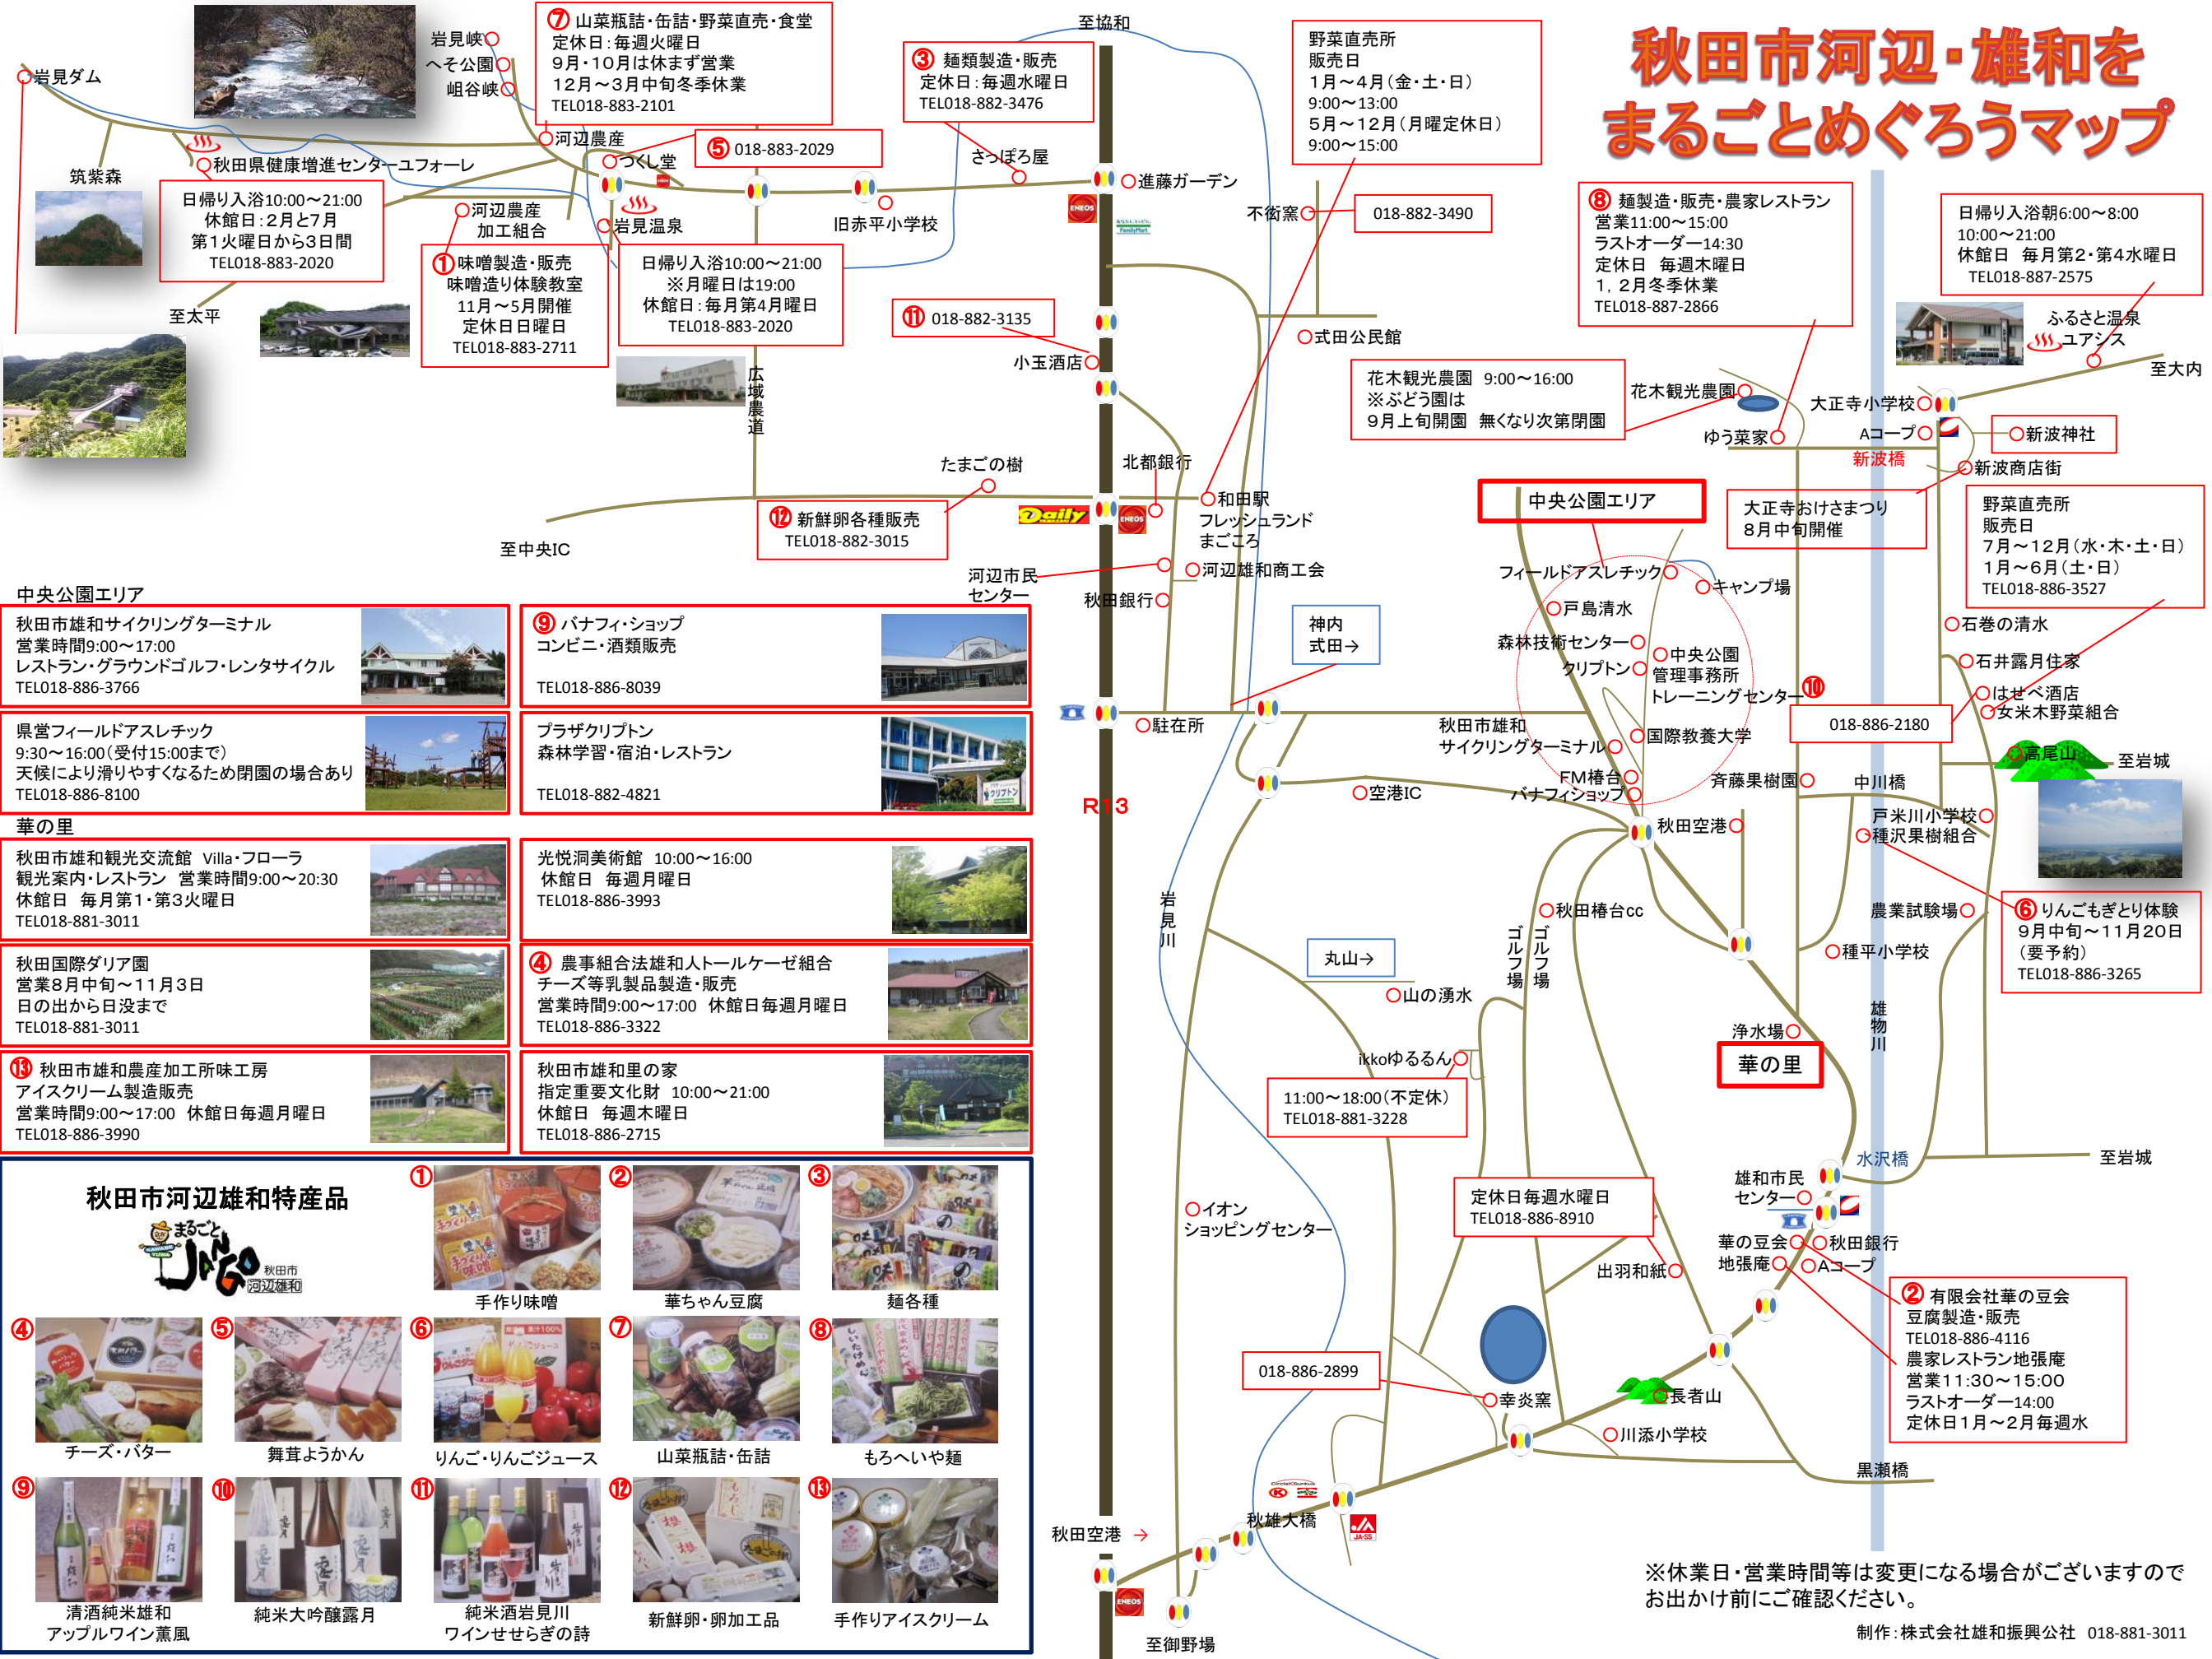 秋田市河辺・雄和を
まるごとめぐろうマップ
岩見ダム
岩見峡
へそ公園
岨谷峡
⑦ 山菜瓶詰・缶詰・野菜直売・食堂
定休日：毎週火曜日
9月・10月は休まず営業
12月～3月中旬冬季休業
TEL018-883-2101
河辺農産
⑤ 018-883-2029
つくし堂
③ 麺類製造・販売
定休日：毎週水曜日
TEL018-882-3476
さっぽろ屋
至協和
進藤ガーデン
ENEOS
FamilyMart
旧赤平小学校
野菜直売所
販売日
1月～4月（金・土・日）
9:00～13:00
5月～12月（月曜定休日）
9:00～15:00
不衒窯
018-882-3490
式田公民館
筑紫森
秋田県健康増進センターユフォーレ
日帰り入浴10:00～21:00
休館日：2月と7月
第1火曜日から3日間
TEL018-883-2020
至太平
河辺農産
加工組合
① 味噌製造・販売
味噌造り体験教室
11月～5月開催
定休日日曜日
TEL018-883-2711
岩見温泉
日帰り入浴10:00～21:00
※月曜日は19:00
休館日：毎月第4月曜日
TEL018-883-2020
広域農道
⑪ 018-882-3135
小玉酒店
⑧ 麺製造・販売・農家レストラン
営業11:00～15:00
ラストオーダー14:30
定休日　毎週木曜日
1，2月冬季休業
TEL018-887-2866
日帰り入浴朝6:00～8:00
10:00～21:00
休館日　毎月第2・第4水曜日
TEL018-887-2575
ふるさと温泉
ユアシス
至大内
花木観光農園　9:00～16:00
※ぶどう園は
9月上旬開園　無くなり次第閉園
花木観光農園
ゆう菜家
大正寺小学校
Aコープ
新波橋
新波神社
新波商店街
大正寺おけさまつり
8月中旬開催
野菜直売所
販売日
7月～12月（水・木・土・日）
1月～6月（土・日）
TEL018-886-3527
たまごの樹
⑫ 新鮮卵各種販売
TEL018-882-3015
至中央IC
北都銀行
Daily
ENEOS
和田駅
フレッシュランド
まごころ
河辺市民
センター
河辺雄和商工会
秋田銀行
神内
式田→
駐在所
R13
中央公園エリア
フィールドアスレチック
キャンプ場
戸島清水
森林技術センター
クリプトン
中央公園
管理事務所
トレーニングセンター
国際教養大学
秋田市雄和
サイクリングターミナル
FM椿台
バナフィショップ
空港IC
秋田空港
⑩
018-886-2180
石巻の清水
石井露月住家
はせべ酒店
女米木野菜組合
高尾山
至岩城
斉藤果樹園
中川橋
戸米川小学校
種沢果樹組合
農業試験場
種平小学校
⑥ りんごもぎとり体験
9月中旬～11月20日
（要予約）
TEL018-886-3265
中央公園エリア
秋田市雄和サイクリングターミナル
営業時間9:00～17:00
レストラン・グラウンドゴルフ・レンタサイクル
TEL018-886-3766
⑨ バナフィ・ショップ
コンビニ・酒類販売
TEL018-886-8039
県営フィールドアスレチック
9:30～16:00（受付15:00まで）
天候により滑りやすくなるため閉園の場合あり
TEL018-886-8100
プラザクリプトン
森林学習・宿泊・レストラン
TEL018-882-4821
クリプトン
華の里
秋田市雄和観光交流館　Villa・フローラ
観光案内・レストラン　営業時間9:00～20:30
休館日　毎月第1・第3火曜日
TEL018-881-3011
光悦洞美術館　10:00～16:00
休館日　毎週月曜日
TEL018-886-3993
秋田国際ダリア園
営業8月中旬～11月3日
日の出から日没まで
TEL018-881-3011
④ 農事組合法雄和人トールケーゼ組合
チーズ等乳製品製造・販売
営業時間9:00～17:00　休館日毎週月曜日
TEL018-886-3322
⑬ 秋田市雄和農産加工所味工房
アイスクリーム製造販売
営業時間9:00～17:00　休館日毎週月曜日
TEL018-886-3990
秋田市雄和里の家
指定重要文化財　10:00～21:00
休館日　毎週木曜日
TEL018-886-2715
岩見川
秋田椿台cc
ゴルフ場
ゴルフ場
丸山→
山の湧水
ikkoゆるるん
11:00～18:00（不定休）
TEL018-881-3228
浄水場
華の里
雄物川
水沢橋
至岩城
雄和市民
センター
華の豆会
秋田銀行
地張庵
Aコープ
② 有限会社華の豆会
豆腐製造・販売
TEL018-886-4116
農家レストラン地張庵
営業11:30～15:00
ラストオーダー14:00
定休日1月～2月毎週水
イオン
ショッピングセンター
定休日毎週水曜日
TEL018-886-8910
出羽和紙
018-886-2899
幸炎窯
長者山
川添小学校
黒瀬橋
秋雄大橋
JA-SS
秋田空港 →
ENEOS
至御野場
秋田市河辺雄和特産品
まるごと
JANGO
秋田市
河辺雄和
① 手作り味噌
② 華ちゃん豆腐
③ 麺各種
④ チーズ・バター
⑤ 舞茸ようかん
⑥ りんご・りんごジュース
⑦ 山菜瓶詰・缶詰
⑧ もろへいや麺
⑨ 清酒純米雄和
アップルワイン薫風
⑩ 純米大吟醸露月
⑪ 純米酒岩見川
ワインせせらぎの詩
⑫ 新鮮卵・卵加工品
⑬ 手作りアイスクリーム
※休業日・営業時間等は変更になる場合がございますので
お出かけ前にご確認ください。
制作：株式会社雄和振興公社　018-881-3011